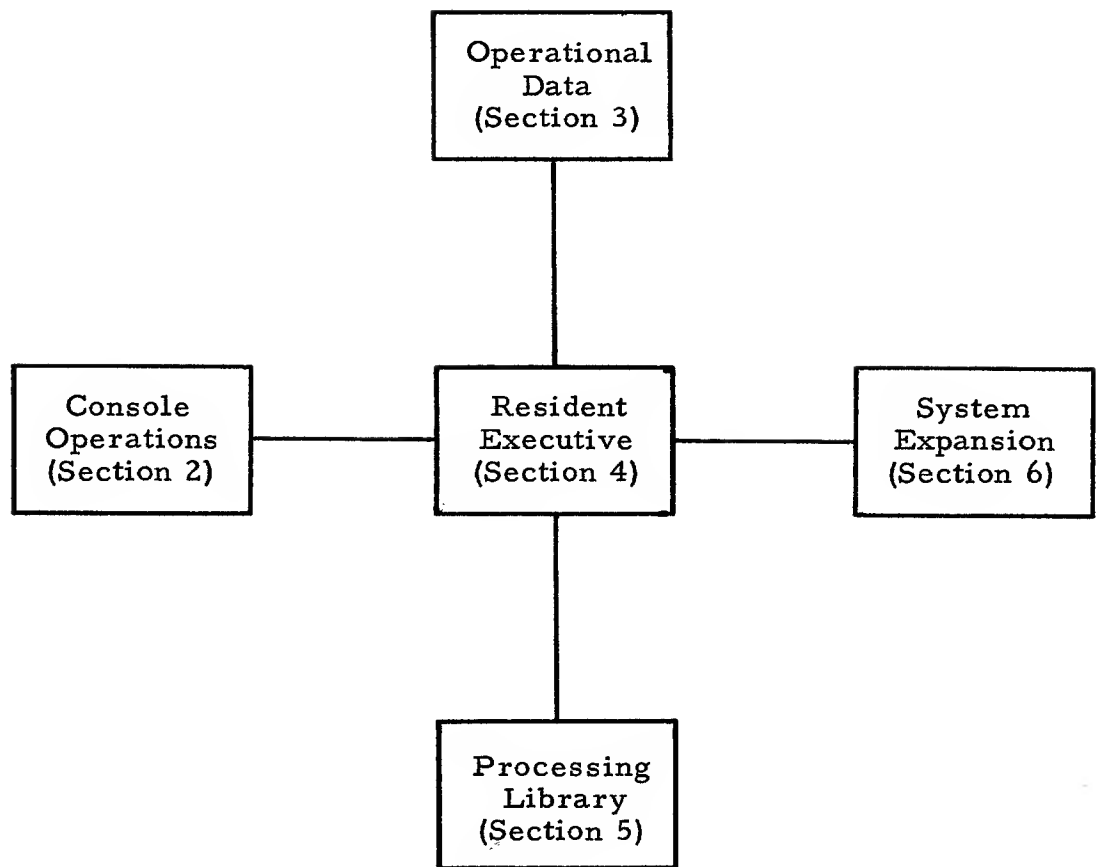 Operational
Data
(Section 3)
Console
Operations
(Section 2)
Resident
Executive
(Section 4)
System
Expansion
(Section 6)
Processing
Library
(Section 5)